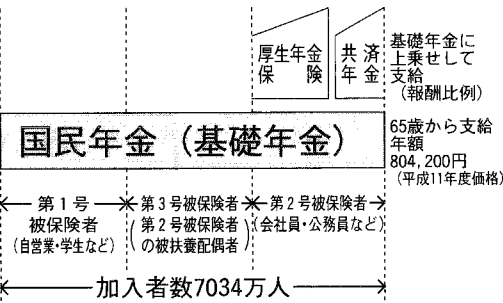 厚生年金
保険
共済
年金
基礎年金に
上乗せして
支給
(報酬比例)
国民年金(基礎年金)
65歳から支給
年額
804,200円
(平成11年度価格)
第1号
被保険者
(自営業・学生など)
第3号被保険者
(第2号被保険者
の被扶養配偶者)
第2号被保険者
(会社員・公務員など)
加入者数7034万人